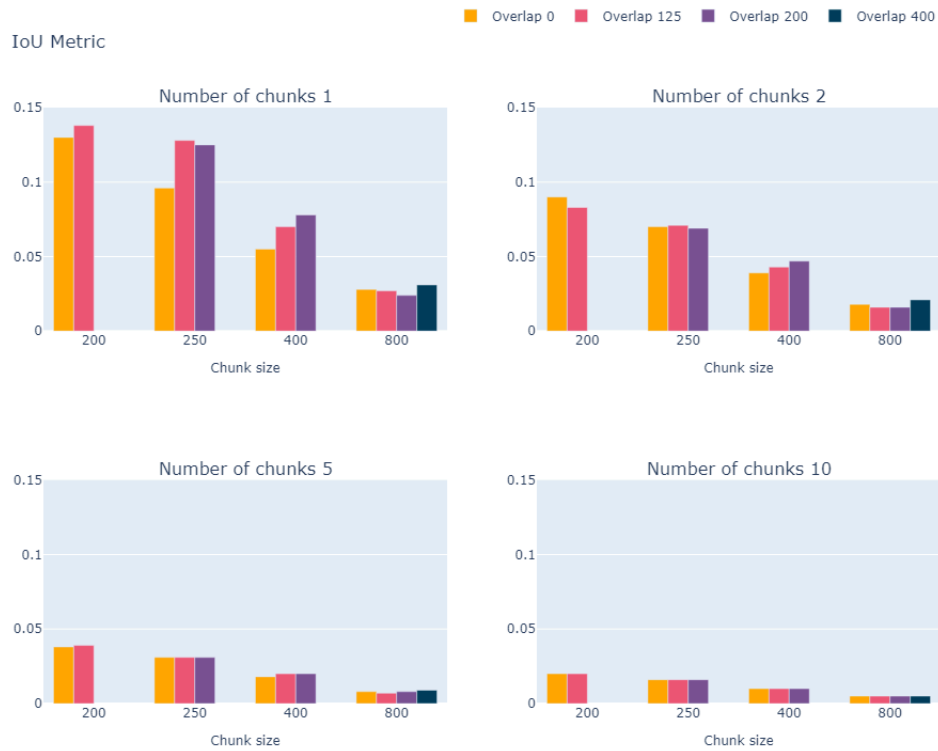 Overlap 0 Overlap 125 Overlap 200 Overlap 400
IoU Metric
Number of chunks 1
0.15
0.1
0.05
0
200 250 400 800
Chunk size
Number of chunks 2
0.15
0.1
0.05
0
200 250 400 800
Chunk size
Number of chunks 5
0.15
0.1
0.05
0
200 250 400 800
Chunk size
Number of chunks 10
0.15
0.1
0.05
0
200 250 400 800
Chunk size